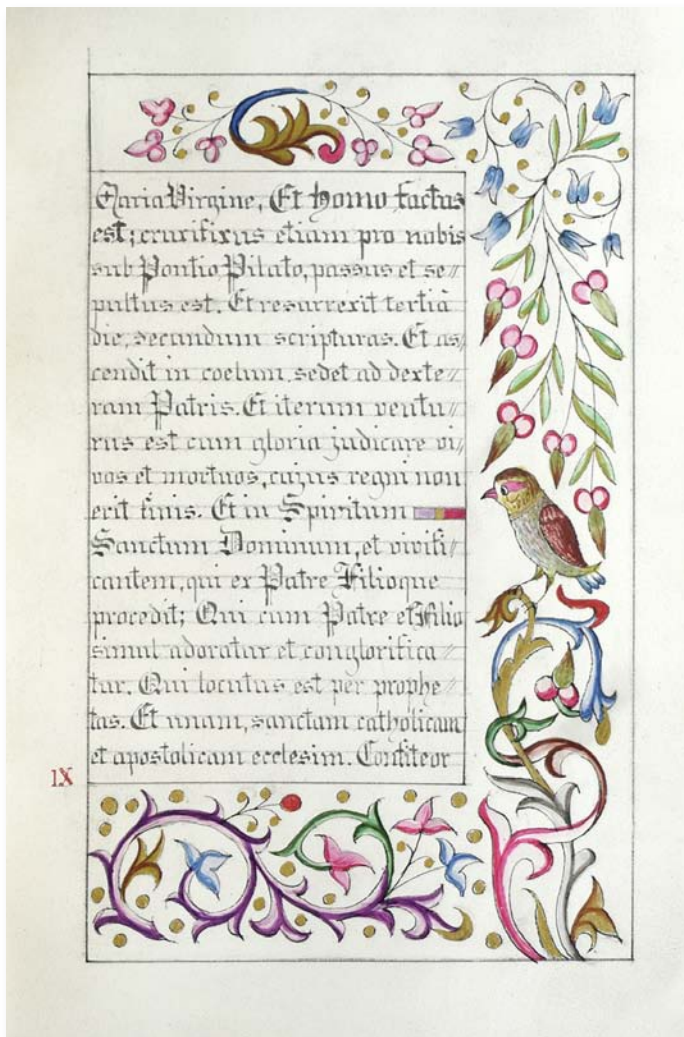 Maria Virgine, Et homo factus
est; crucifixus etiam pro nobis
sub Pontio Pilato, passus et se//
pultus est. Et resurrexit tertiâ
die, secundum scripturas. Et as//
cendit in coelum, sedet ad dexte//
ram Patris. Et iterum ventu//
rus est cum gloria judicare vi//
vos et mortuos, cujus regni non
erit finis. Et in Spiritum
Sanctum Dominum, et vivifi//
cantem, qui ex Patre Filioque
procedit; Qui cum Patre et Filio
simul adoratur et conglorifica
tur. Qui locutus est per prophe//
tas. Et unam, sanctam catholicam
et apostolicam ecclesim. Confiteor
IX